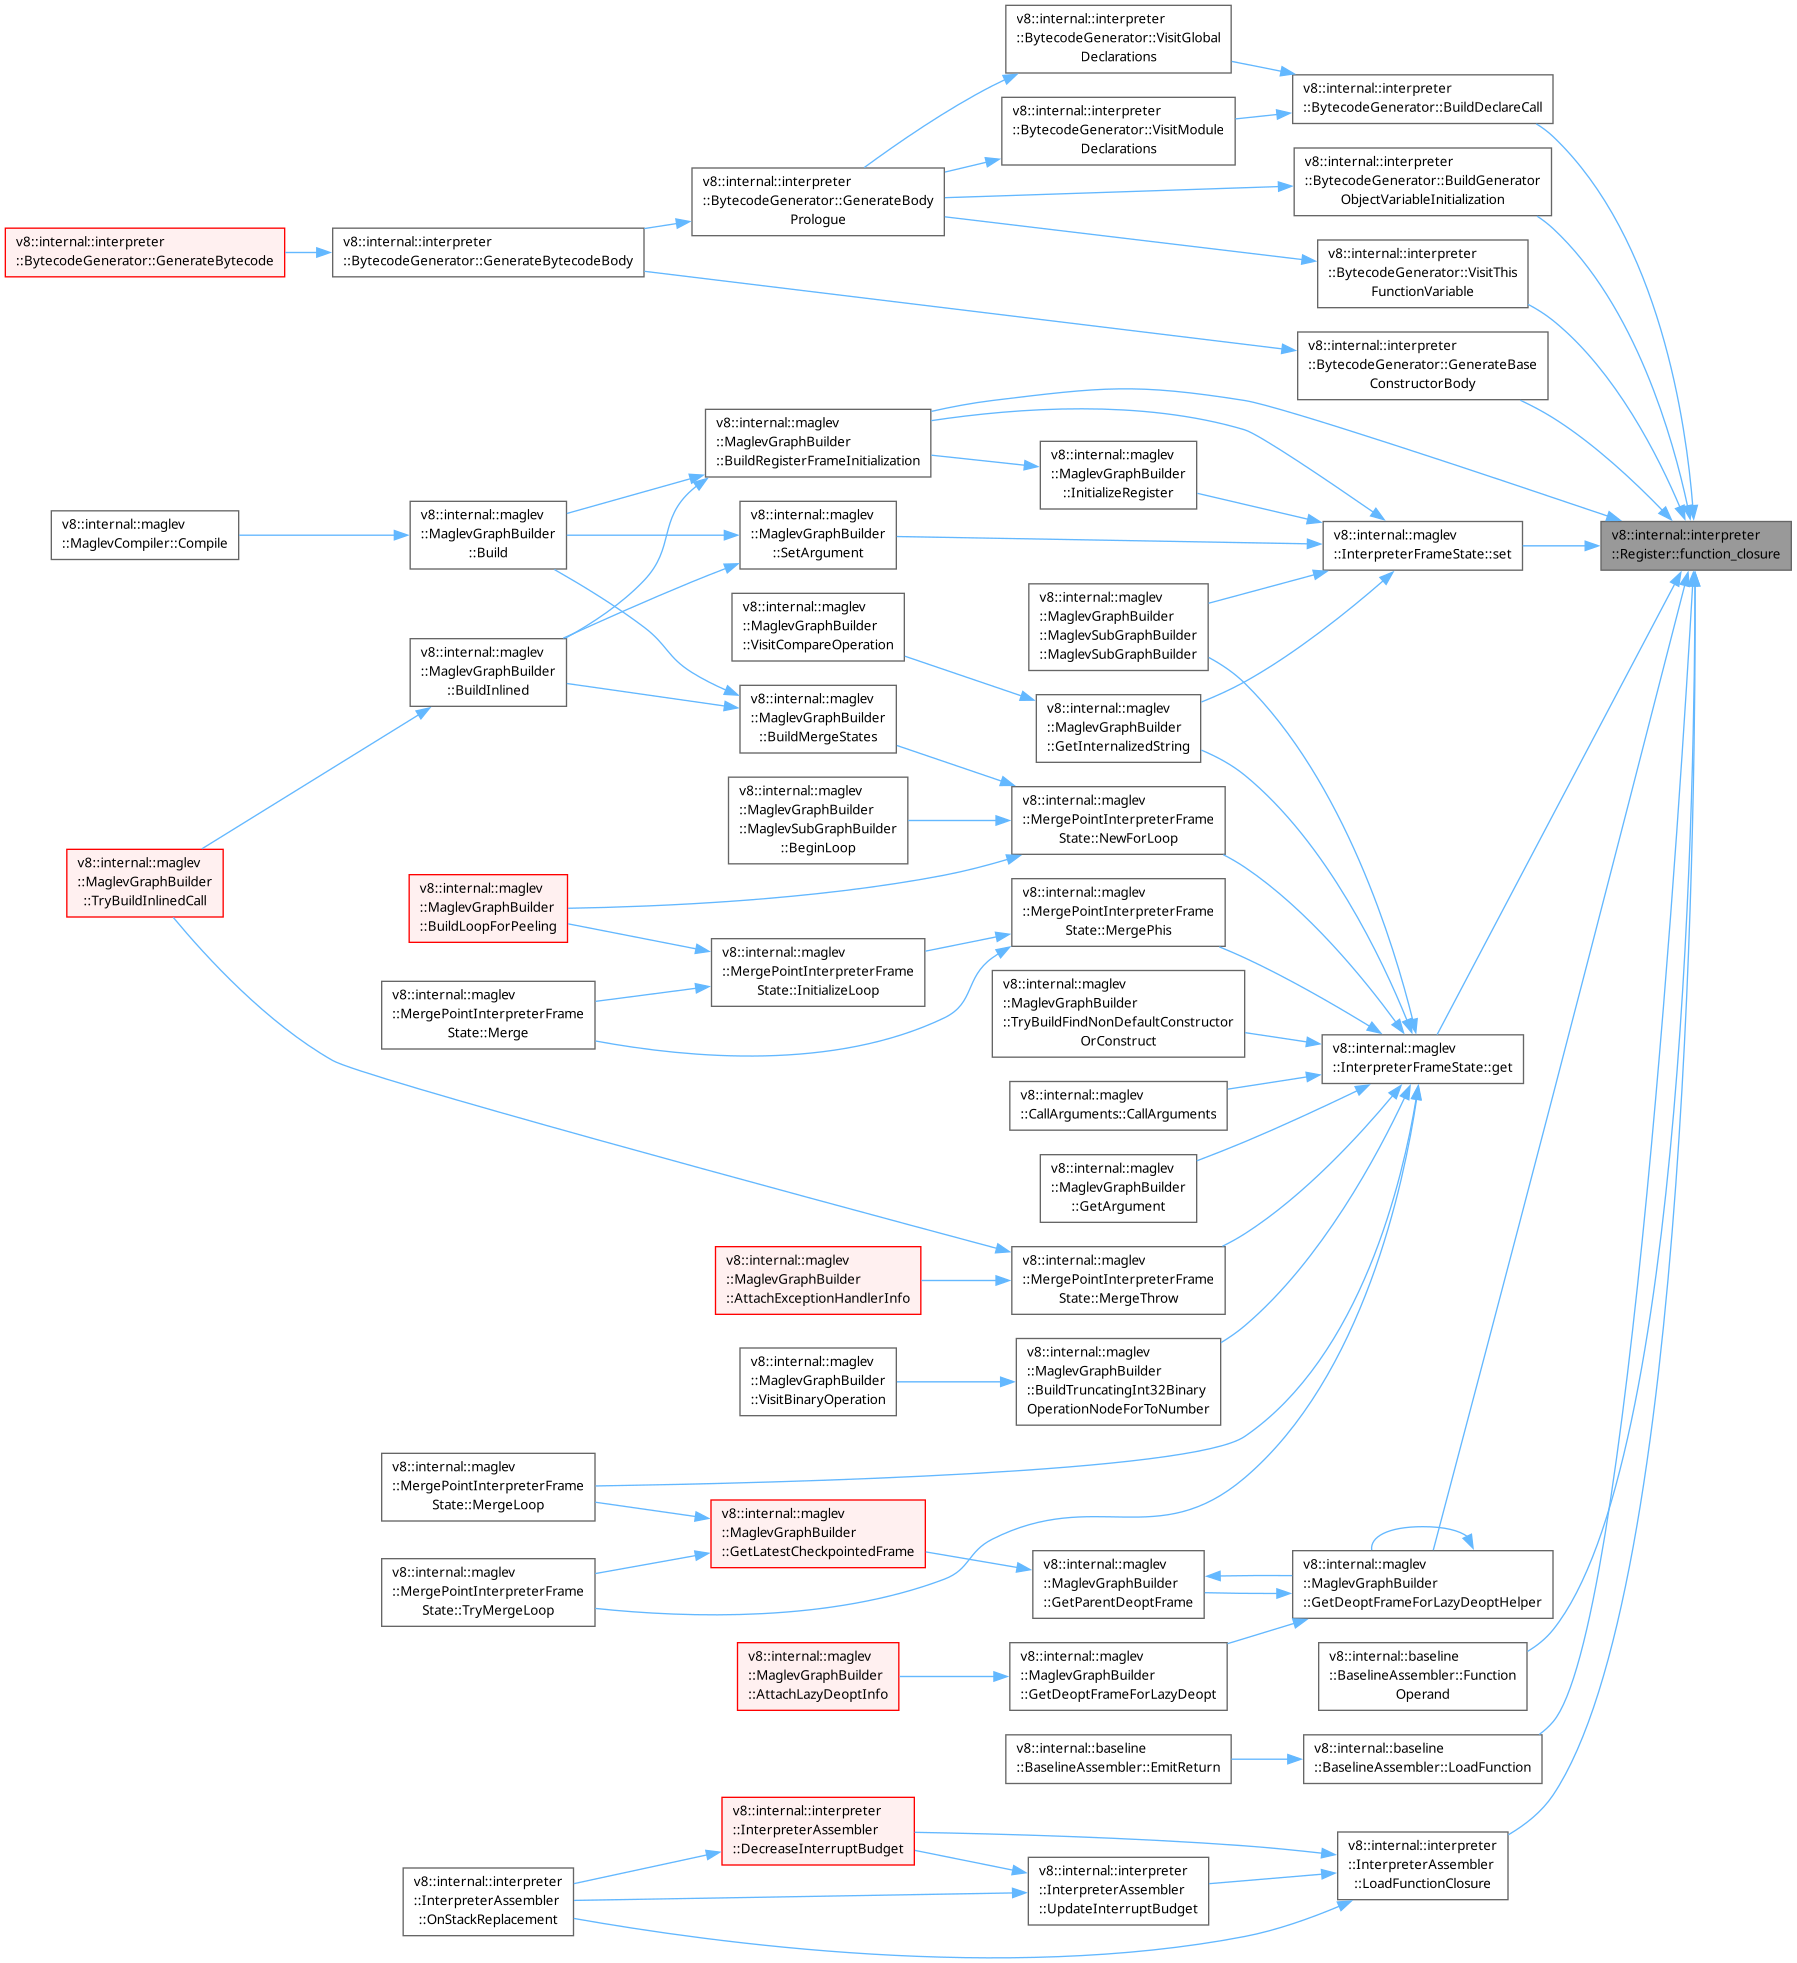 v8::internal::interpreter
::BytecodeGenerator::VisitGlobal
Declarations
v8::internal::interpreter
::BytecodeGenerator::BuildDeclareCall
v8::internal::interpreter
::BytecodeGenerator::VisitModule
Declarations
v8::internal::interpreter
::BytecodeGenerator::BuildGenerator
ObjectVariableInitialization
v8::internal::interpreter
::BytecodeGenerator::GenerateBody
Prologue
v8::internal::interpreter
::BytecodeGenerator::GenerateBytecode
v8::internal::interpreter
::BytecodeGenerator::GenerateBytecodeBody
v8::internal::interpreter
::BytecodeGenerator::VisitThis
FunctionVariable
v8::internal::interpreter
::BytecodeGenerator::GenerateBase
ConstructorBody
v8::internal::maglev
::MaglevGraphBuilder
::BuildRegisterFrameInitialization
v8::internal::maglev
::MaglevGraphBuilder
::InitializeRegister
v8::internal::maglev
::MaglevCompiler::Compile
v8::internal::maglev
::MaglevGraphBuilder
::Build
v8::internal::maglev
::MaglevGraphBuilder
::SetArgument
v8::internal::maglev
::InterpreterFrameState::set
v8::internal::interpreter
::Register::function_closure
v8::internal::maglev
::MaglevGraphBuilder
::MaglevSubGraphBuilder
::MaglevSubGraphBuilder
v8::internal::maglev
::MaglevGraphBuilder
::VisitCompareOperation
v8::internal::maglev
::MaglevGraphBuilder
::BuildInlined
v8::internal::maglev
::MaglevGraphBuilder
::BuildMergeStates
v8::internal::maglev
::MaglevGraphBuilder
::GetInternalizedString
v8::internal::maglev
::MaglevGraphBuilder
::MaglevSubGraphBuilder
::BeginLoop
v8::internal::maglev
::MergePointInterpreterFrame
State::NewForLoop
v8::internal::maglev
::MaglevGraphBuilder
::TryBuildInlinedCall
v8::internal::maglev
::MaglevGraphBuilder
::BuildLoopForPeeling
v8::internal::maglev
::MergePointInterpreterFrame
State::MergePhis
v8::internal::maglev
::MergePointInterpreterFrame
State::InitializeLoop
v8::internal::maglev
::MergePointInterpreterFrame
State::Merge
v8::internal::maglev
::MaglevGraphBuilder
::TryBuildFindNonDefaultConstructor
OrConstruct
v8::internal::maglev
::InterpreterFrameState::get
v8::internal::maglev
::CallArguments::CallArguments
v8::internal::maglev
::MaglevGraphBuilder
::GetArgument
v8::internal::maglev
::MaglevGraphBuilder
::AttachExceptionHandlerInfo
v8::internal::maglev
::MergePointInterpreterFrame
State::MergeThrow
v8::internal::maglev
::MaglevGraphBuilder
::VisitBinaryOperation
v8::internal::maglev
::MaglevGraphBuilder
::BuildTruncatingInt32Binary
OperationNodeForToNumber
v8::internal::maglev
::MergePointInterpreterFrame
State::MergeLoop
v8::internal::maglev
::MaglevGraphBuilder
::GetLatestCheckpointedFrame
v8::internal::maglev
::MergePointInterpreterFrame
State::TryMergeLoop
v8::internal::maglev
::MaglevGraphBuilder
::GetParentDeoptFrame
v8::internal::maglev
::MaglevGraphBuilder
::GetDeoptFrameForLazyDeoptHelper
v8::internal::maglev
::MaglevGraphBuilder
::AttachLazyDeoptInfo
v8::internal::maglev
::MaglevGraphBuilder
::GetDeoptFrameForLazyDeopt
v8::internal::baseline
::BaselineAssembler::Function
Operand
v8::internal::baseline
::BaselineAssembler::EmitReturn
v8::internal::baseline
::BaselineAssembler::LoadFunction
v8::internal::interpreter
::InterpreterAssembler
::DecreaseInterruptBudget
v8::internal::interpreter
::InterpreterAssembler
::LoadFunctionClosure
v8::internal::interpreter
::InterpreterAssembler
::OnStackReplacement
v8::internal::interpreter
::InterpreterAssembler
::UpdateInterruptBudget